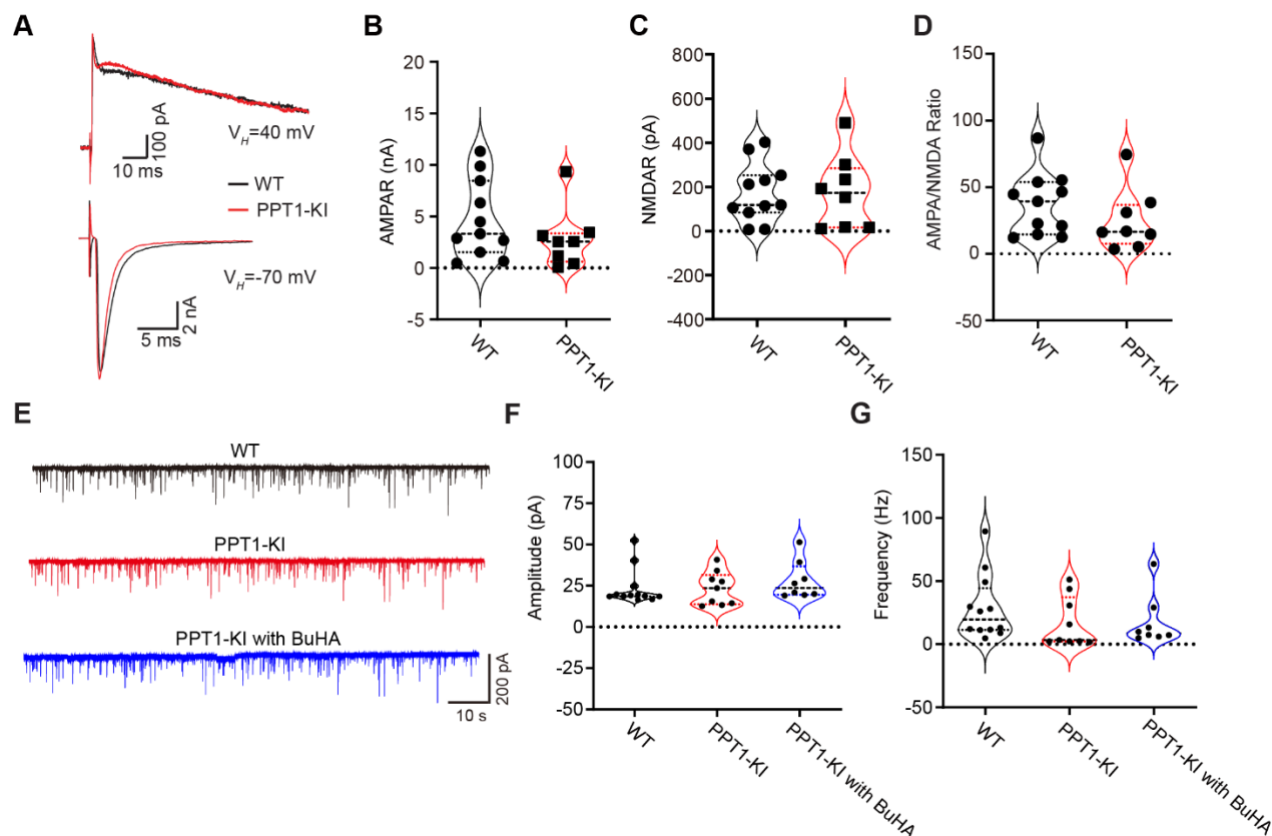 A
V_H=40 mV
100 pA
10 ms
WT
PPT1-KI
V_H=-70 mV
2 nA
5 ms
B
AMPAR (nA)
20
15
10
5
0
-5
WT
PPT1-KI
C
NMDAR (pA)
800
600
400
200
0
-200
-400
WT
PPT1-KI
D
AMPA/NMDA Ratio
150
100
50
0
-50
WT
PPT1-KI
E
WT
PPT1-KI
PPT1-KI with BuHA
200 pA
10 s
F
Amplitude (pA)
100
75
50
25
0
-25
-50
WT
PPT1-KI
PPT1-KI with BuHA
G
Frequency (Hz)
150
100
50
0
-50
WT
PPT1-KI
PPT1-KI with BuHA